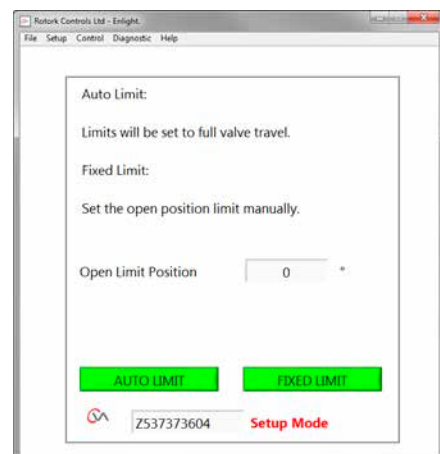 Rotork Controls Ltd - Enlight.
File Setup Control Diagnostic Help
Auto Limit:
Limits will be set to full valve travel.
Fixed Limit:
Set the open position limit manually.
Open Limit Position 0 °
AUTO LIMIT FIXED LIMIT
Z537373604 Setup Mode